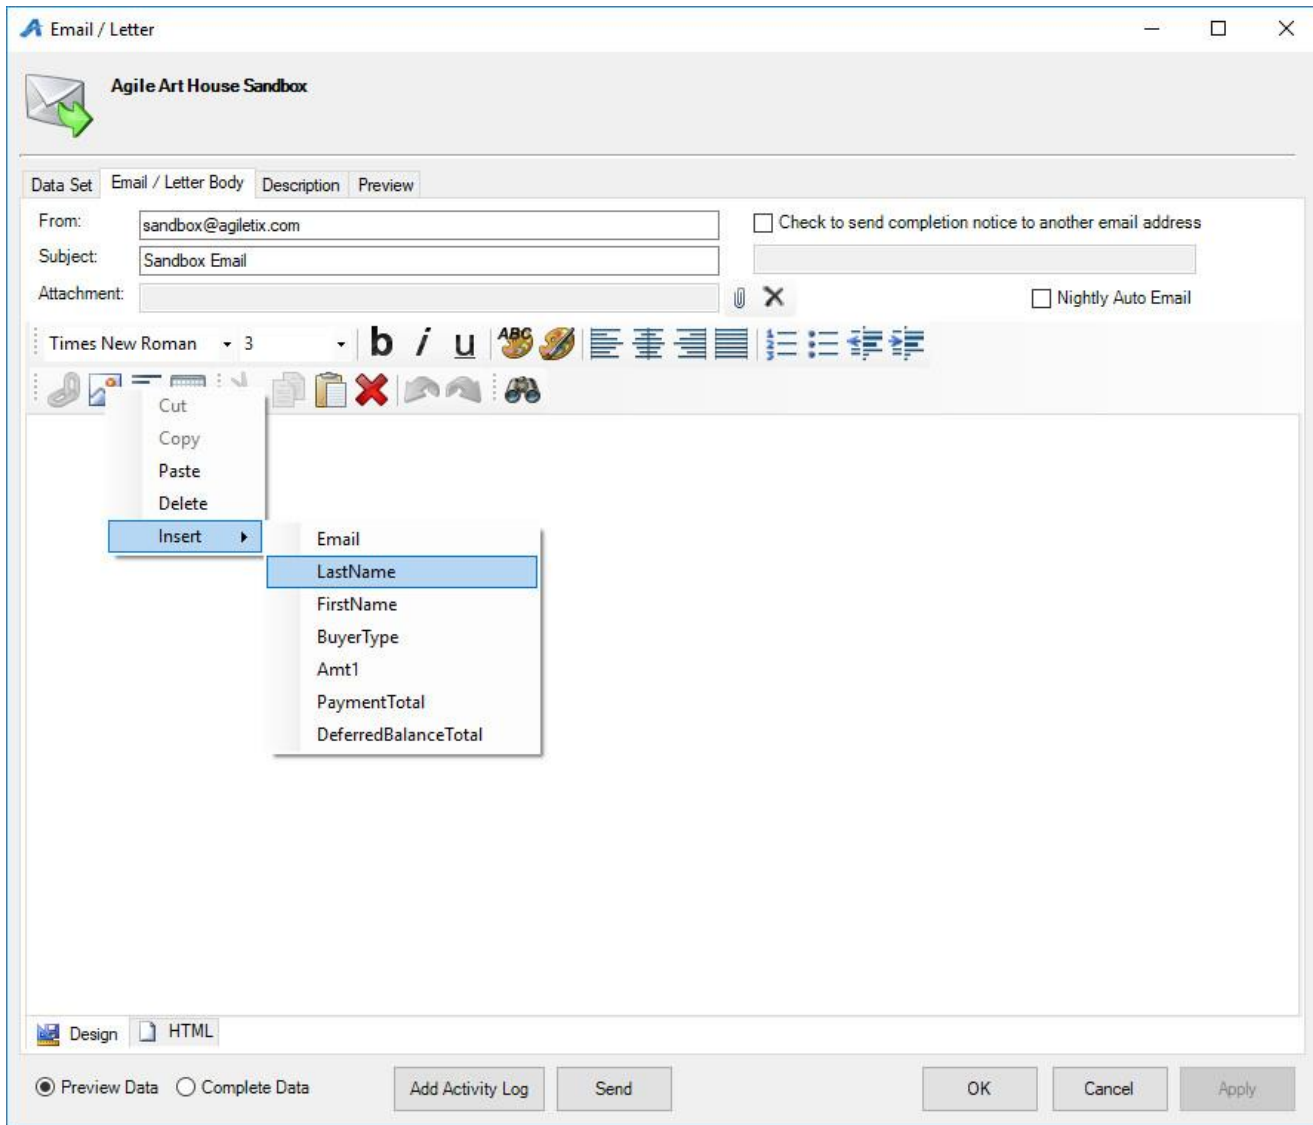 Email / Letter
Agile Art House Sandbox
Data Set Email / Letter Body Description Preview
From: sandbox@agiletix.com Check to send completion notice to another email address
Subject: Sandbox Email
Attachment: Nightly Auto Email
Times New Roman 3 b i u ABC
Cut
Copy
Paste
Delete
Insert
Email
LastName
FirstName
BuyerType
Amt1
PaymentTotal
DeferredBalanceTotal
Design HTML
Preview Data Complete Data Add Activity Log Send OK Cancel Apply